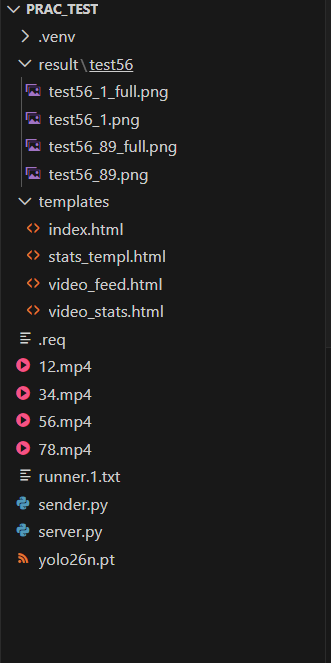 PRAC_TEST
.venv
result\test56
test56_1_full.png
test56_1.png
test56_89_full.png
test56_89.png
templates
index.html
stats_templ.html
video_feed.html
video_stats.html
.req
12.mp4
34.mp4
56.mp4
78.mp4
runner.1.txt
sender.py
server.py
yolo26n.pt